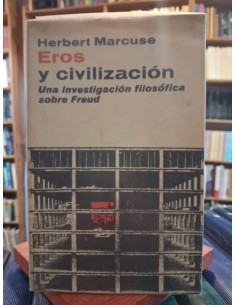 Herbert Marcuse
Eros
y civilización
Una investigación filosófica
sobre Freud